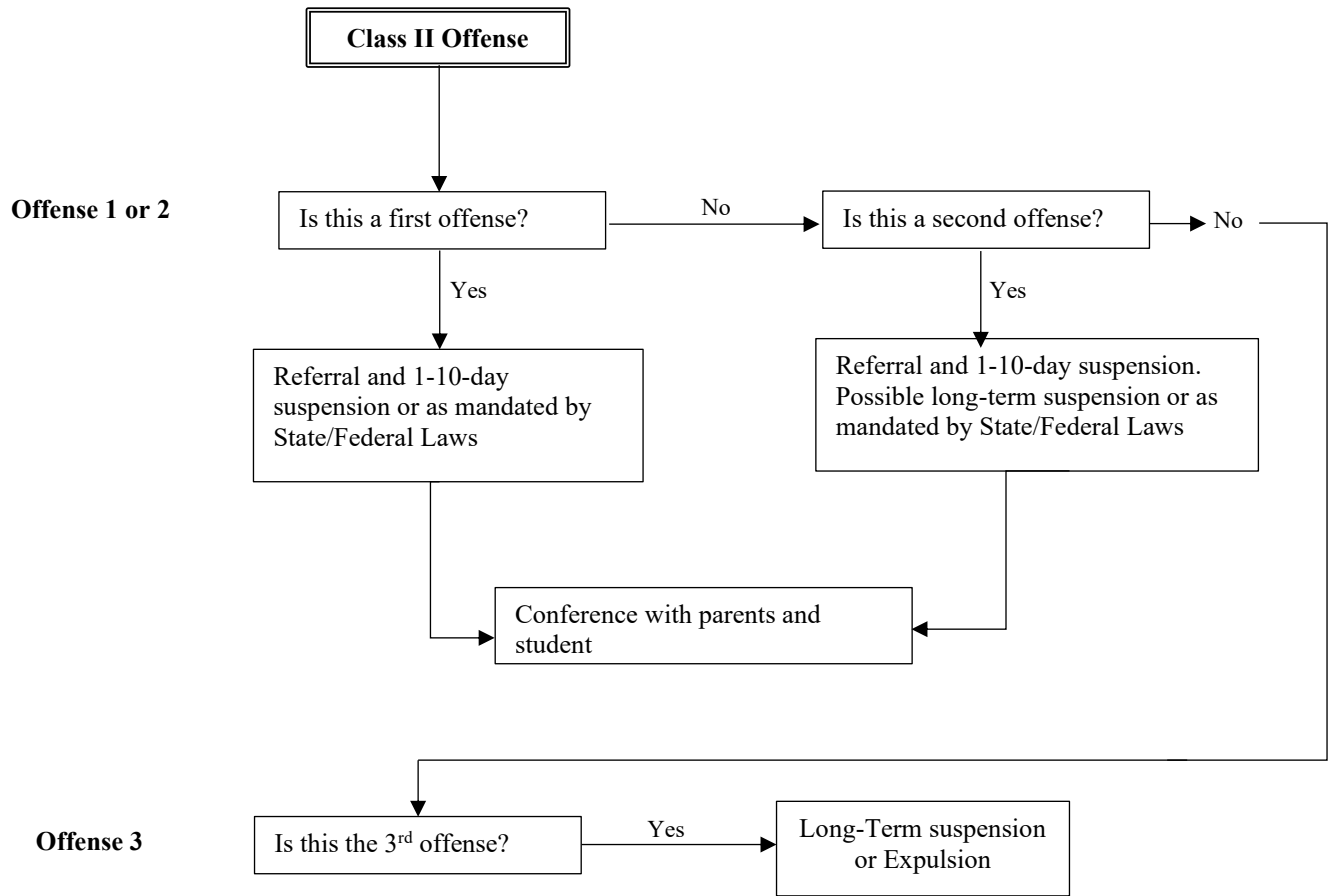 Class II Offense
Offense 1 or 2
Is this a first offense?
No
Is this a second offense?
No
Yes
Yes
Referral and 1-10-day
suspension or as mandated by
State/Federal Laws
Referral and 1-10-day suspension.
Possible long-term suspension or as
mandated by State/Federal Laws
Conference with parents and
student
Offense 3
Is this the 3rd offense?
Yes
Long-Term suspension
or Expulsion